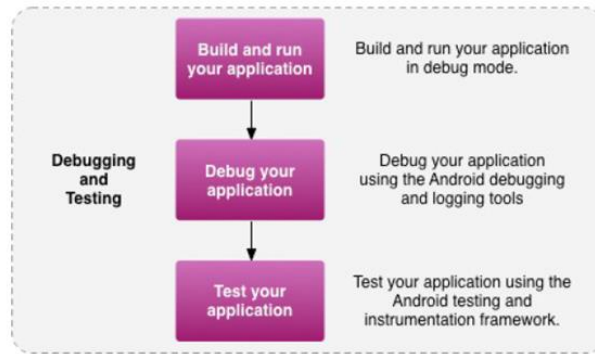 Build and run
your application
Build and run your application
in debug mode.
Debugging
and
Testing
Debug your
application
Debug your application
using the Android debugging
and logging tools
Test your
application
Test your application using the
Android testing and
instrumentation framework.